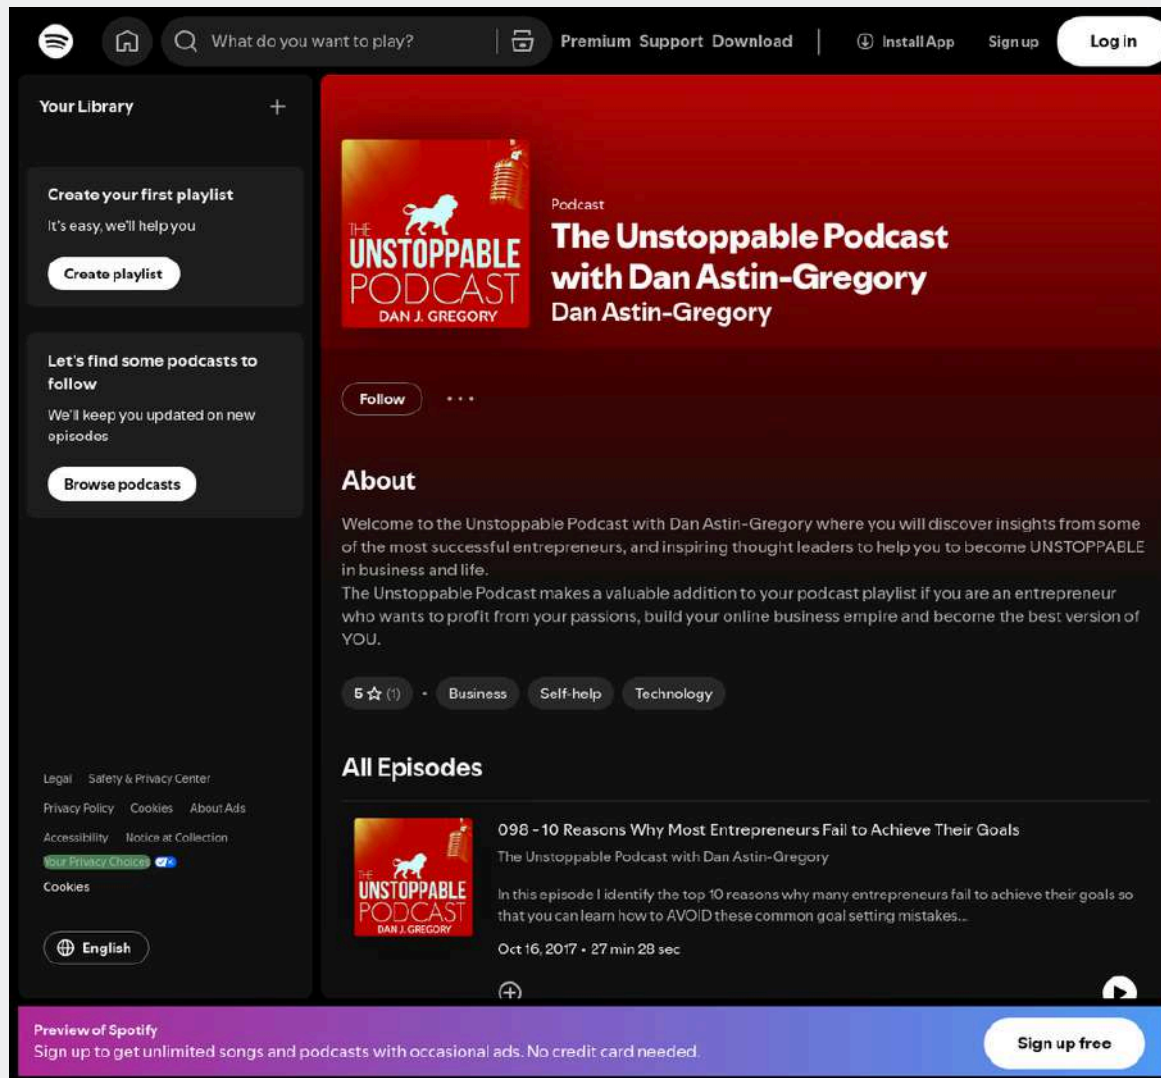 What do you want to play?
Premium Support Download
Install App
Sign up
Log in
Your Library
Create your first playlist
It's easy, we'll help you
Create playlist
Let's find some podcasts to
follow
We'll keep you updated on new
episodes
Browse podcasts
Legal Safety & Privacy Center
Privacy Policy Cookies About Ads
Accessibility Notice at Collection
Your Privacy Choices
Cookies
English
THE
UNSTOPPABLE
PODCAST
DAN J. GREGORY
Podcast
The Unstoppable Podcast
with Dan Astin-Gregory
Dan Astin-Gregory
Follow
About
Welcome to the Unstoppable Podcast with Dan Astin-Gregory where you will discover insights from some
of the most successful entrepreneurs, and inspiring thought leaders to help you to become UNSTOPPABLE
in business and life.
The Unstoppable Podcast makes a valuable addition to your podcast playlist if you are an entrepreneur
who wants to profit from your passions, build your online business empire and become the best version of
YOU.
5 ☆ (1) • Business Self-help Technology
All Episodes
THE
UNSTOPPABLE
PODCAST
DAN J. GREGORY
098 - 10 Reasons Why Most Entrepreneurs Fail to Achieve Their Goals
The Unstoppable Podcast with Dan Astin-Gregory
In this episode I identify the top 10 reasons why many entrepreneurs fail to achieve their goals so
that you can learn how to AVOID these common goal setting mistakes...
Oct 16, 2017 • 27 min 28 sec
Preview of Spotify
Sign up to get unlimited songs and podcasts with occasional ads. No credit card needed.
Sign up free